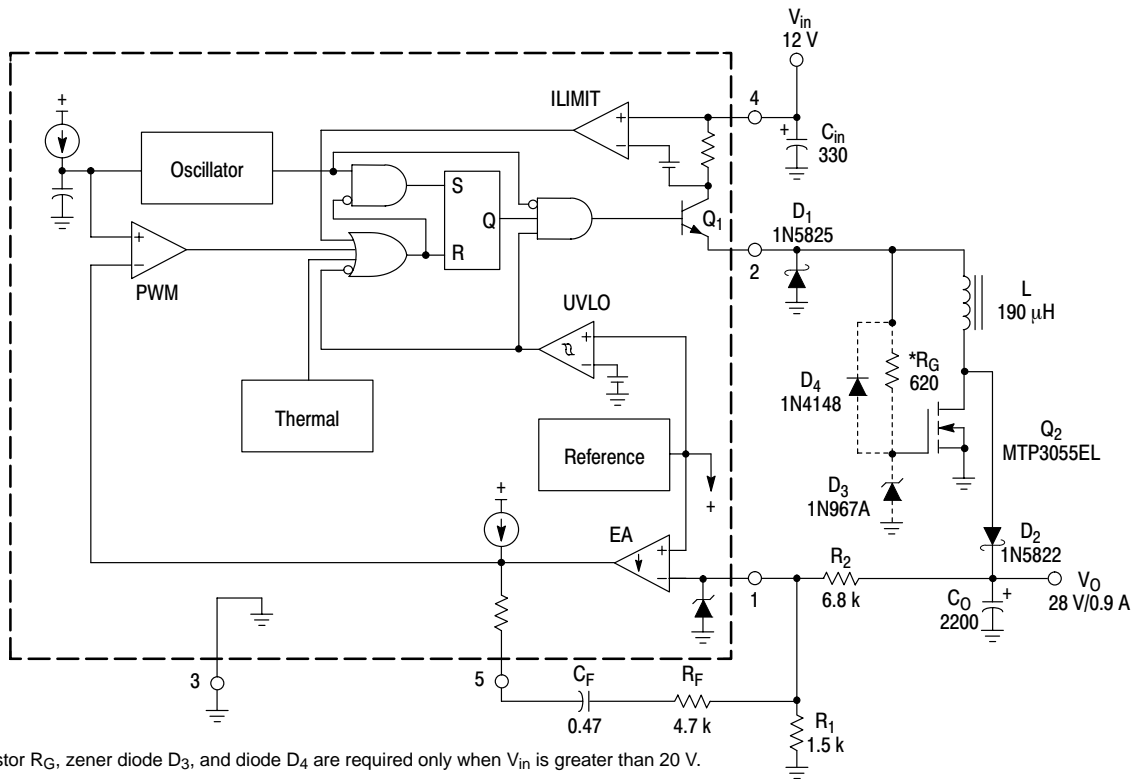 Vin
12 V
4
ILIMIT
+
−
+
Cin
330
+
Oscillator
S
Q
R
Q1
D1
1N5825
2
+
−
PWM
UVLO
+
−
L
190 μH
*RG
620
D4
1N4148
Thermal
Reference
+
Q2
MTP3055EL
D3
1N967A
+
EA
+
−
1
R2
6.8 k
D2
1N5822
VO
28 V/0.9 A
CO
2200
+
3
5
CF
0.47
RF
4.7 k
R1
1.5 k
stor RG, zener diode D3, and diode D4 are required only when Vin is greater than 20 V.